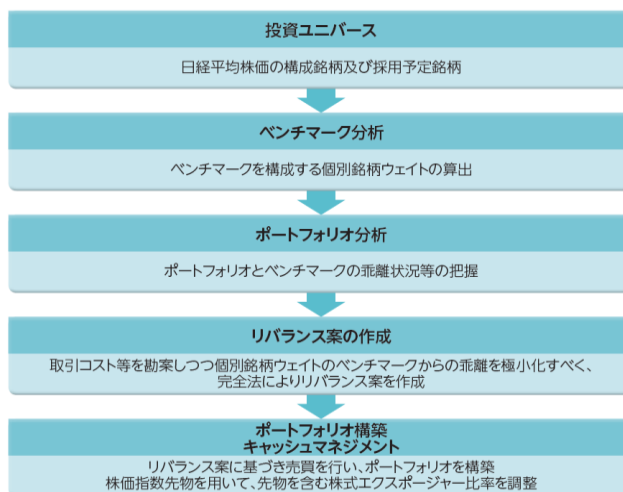 投資ユニバース
日経平均株価の構成銘柄及び採用予定銘柄
ベンチマーク分析
ベンチマークを構成する個別銘柄ウェイトの算出
ポートフォリオ分析
ポートフォリオとベンチマークの乖離状況等の把握
リバランス案の作成
取引コスト等を勘案しつつ個別銘柄ウェイトのベンチマークからの乖離を極小化すべく、
完全法によりリバランス案を作成
ポートフォリオ構築
キャッシュマネジメント
リバランス案に基づき売買を行い、ポートフォリオを構築
株価指数先物を用いて、先物を含む株式エクスポージャー比率を調整